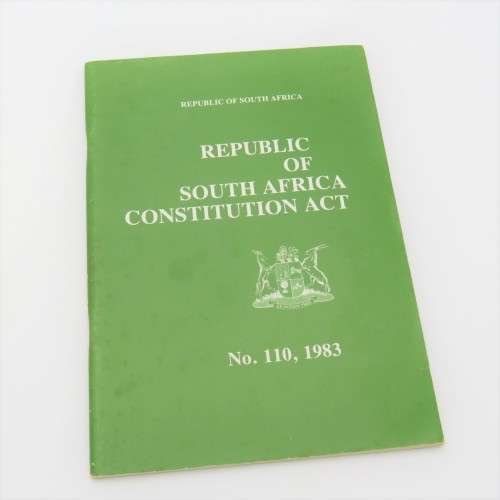 REPUBLIC OF SOUTH AFRICA
REPUBLIC
OF
SOUTH AFRICA
CONSTITUTION ACT
No. 110, 1983